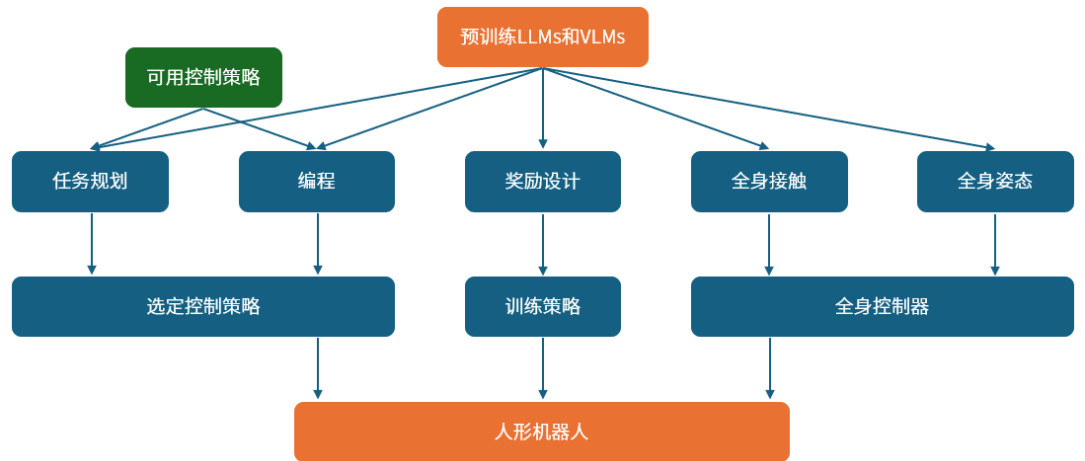 预训练LLMs和VLMs
可用控制策略
任务规划
编程
奖励设计
全身接触
全身姿态
选定控制策略
训练策略
全身控制器
人形机器人